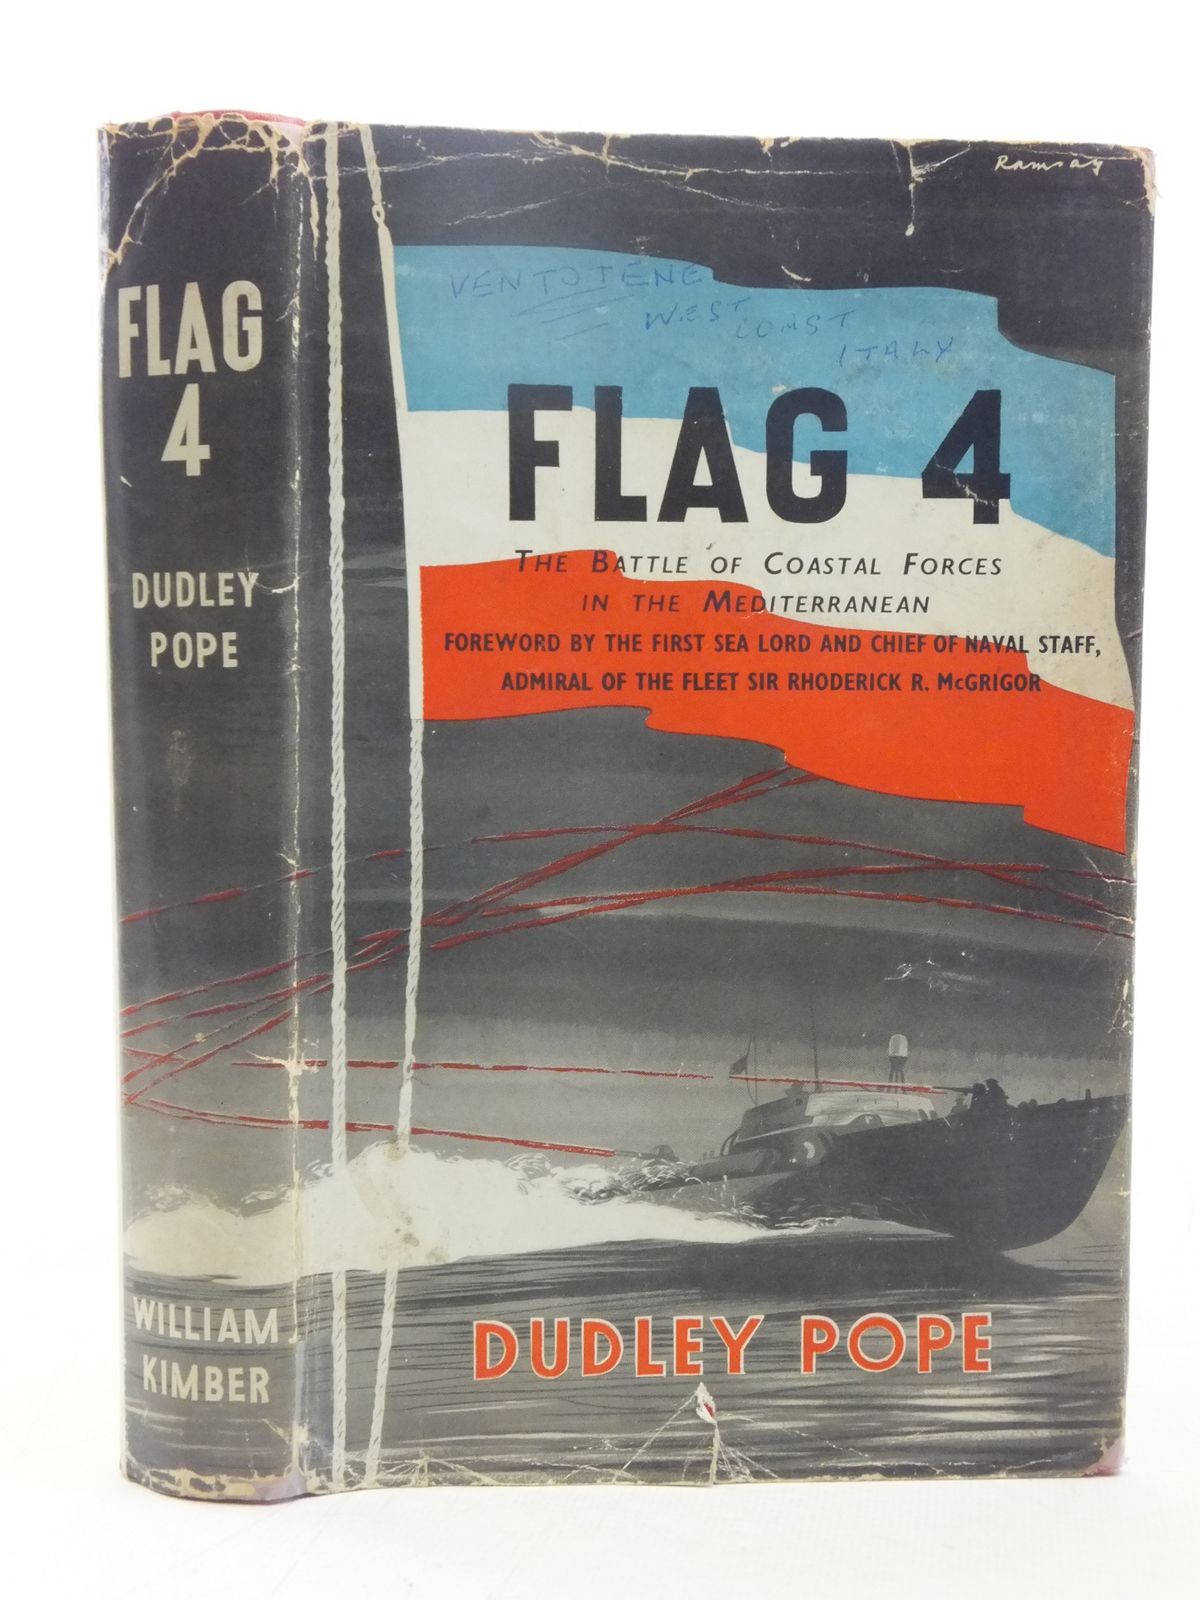 FLAG
4
DUDLEY
POPE
WILLIAM
KIMBER
Ramsay
VENTOTENE
WEST
COAST
ITALY
FLAG 4
THE BATTLE OF COASTAL FORCES
IN THE MEDITERRANEAN
FOREWORD BY THE FIRST SEA LORD AND CHIEF OF NAVAL STAFF,
ADMIRAL OF THE FLEET SIR RHODERICK R. McGRIGOR
DUDLEY POPE